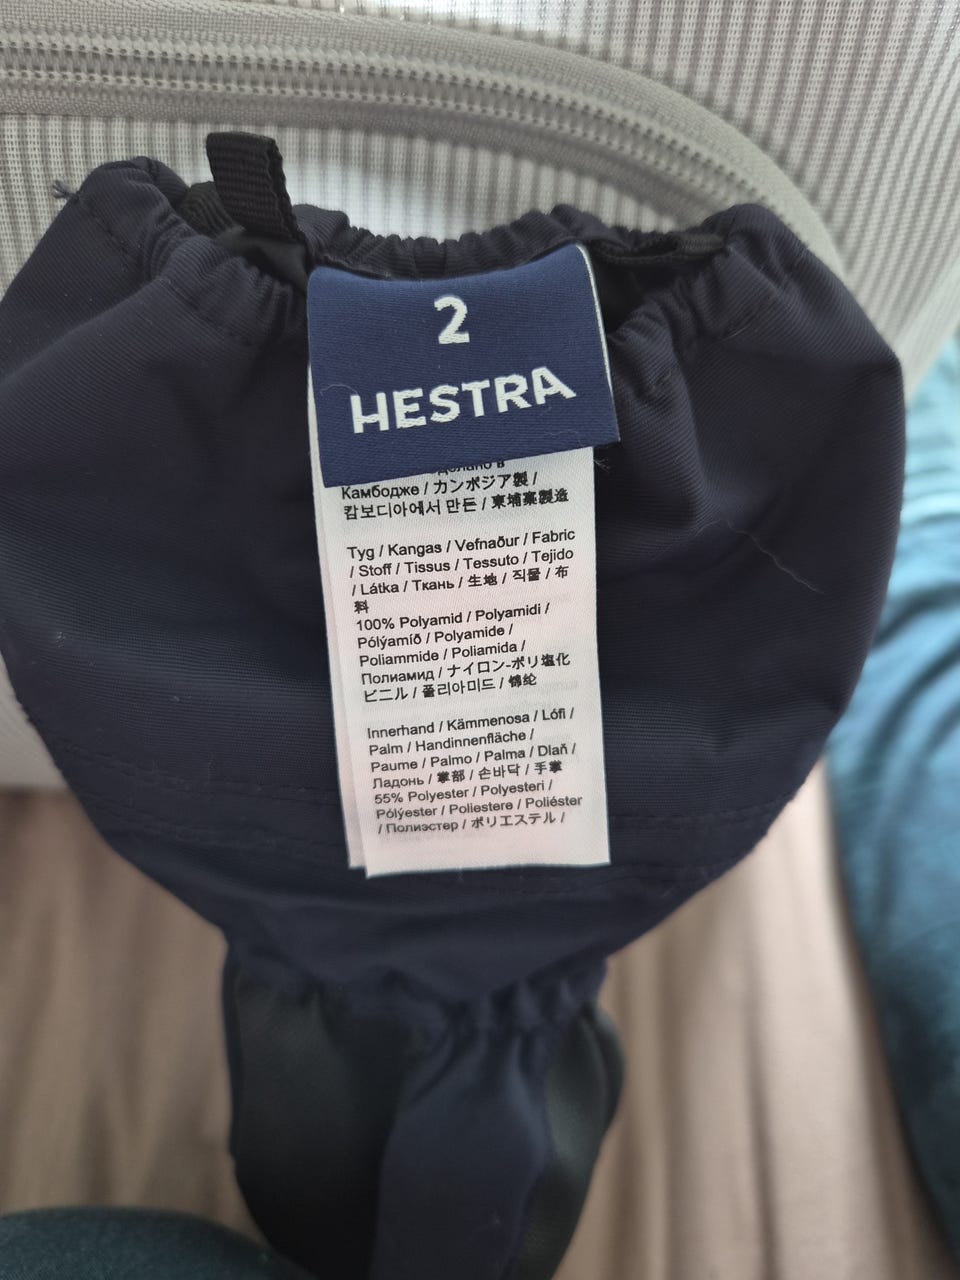 2
HESTRA
Камбодже / カンボジア製 /
캄보디아에서 만든 / 柬埔寨製造
Tyg / Kangas / Vefnaður / Fabric
/ Stoff / Tissus / Tessuto / Tejido
/ Látka / Ткань / 生地 / 직물 / 布
料
100% Polyamid / Polyamidi /
Pólýamíð / Polyamide /
Poliammide / Poliamida /
Полиамид / ナイロン-ポリ塩化
ビニル / 폴리아미드 / 锦纶
Innerhand / Kämmenosa / Lófi /
Palm / Handinnenfläche /
Paume / Palmo / Palma / Dlaň /
Ладонь / 掌部 / 손바닥 / 手掌
55% Polyester / Polyesteri /
Pólýester / Poliestere / Poliéster
/ Полиэстер / ポリエステル /